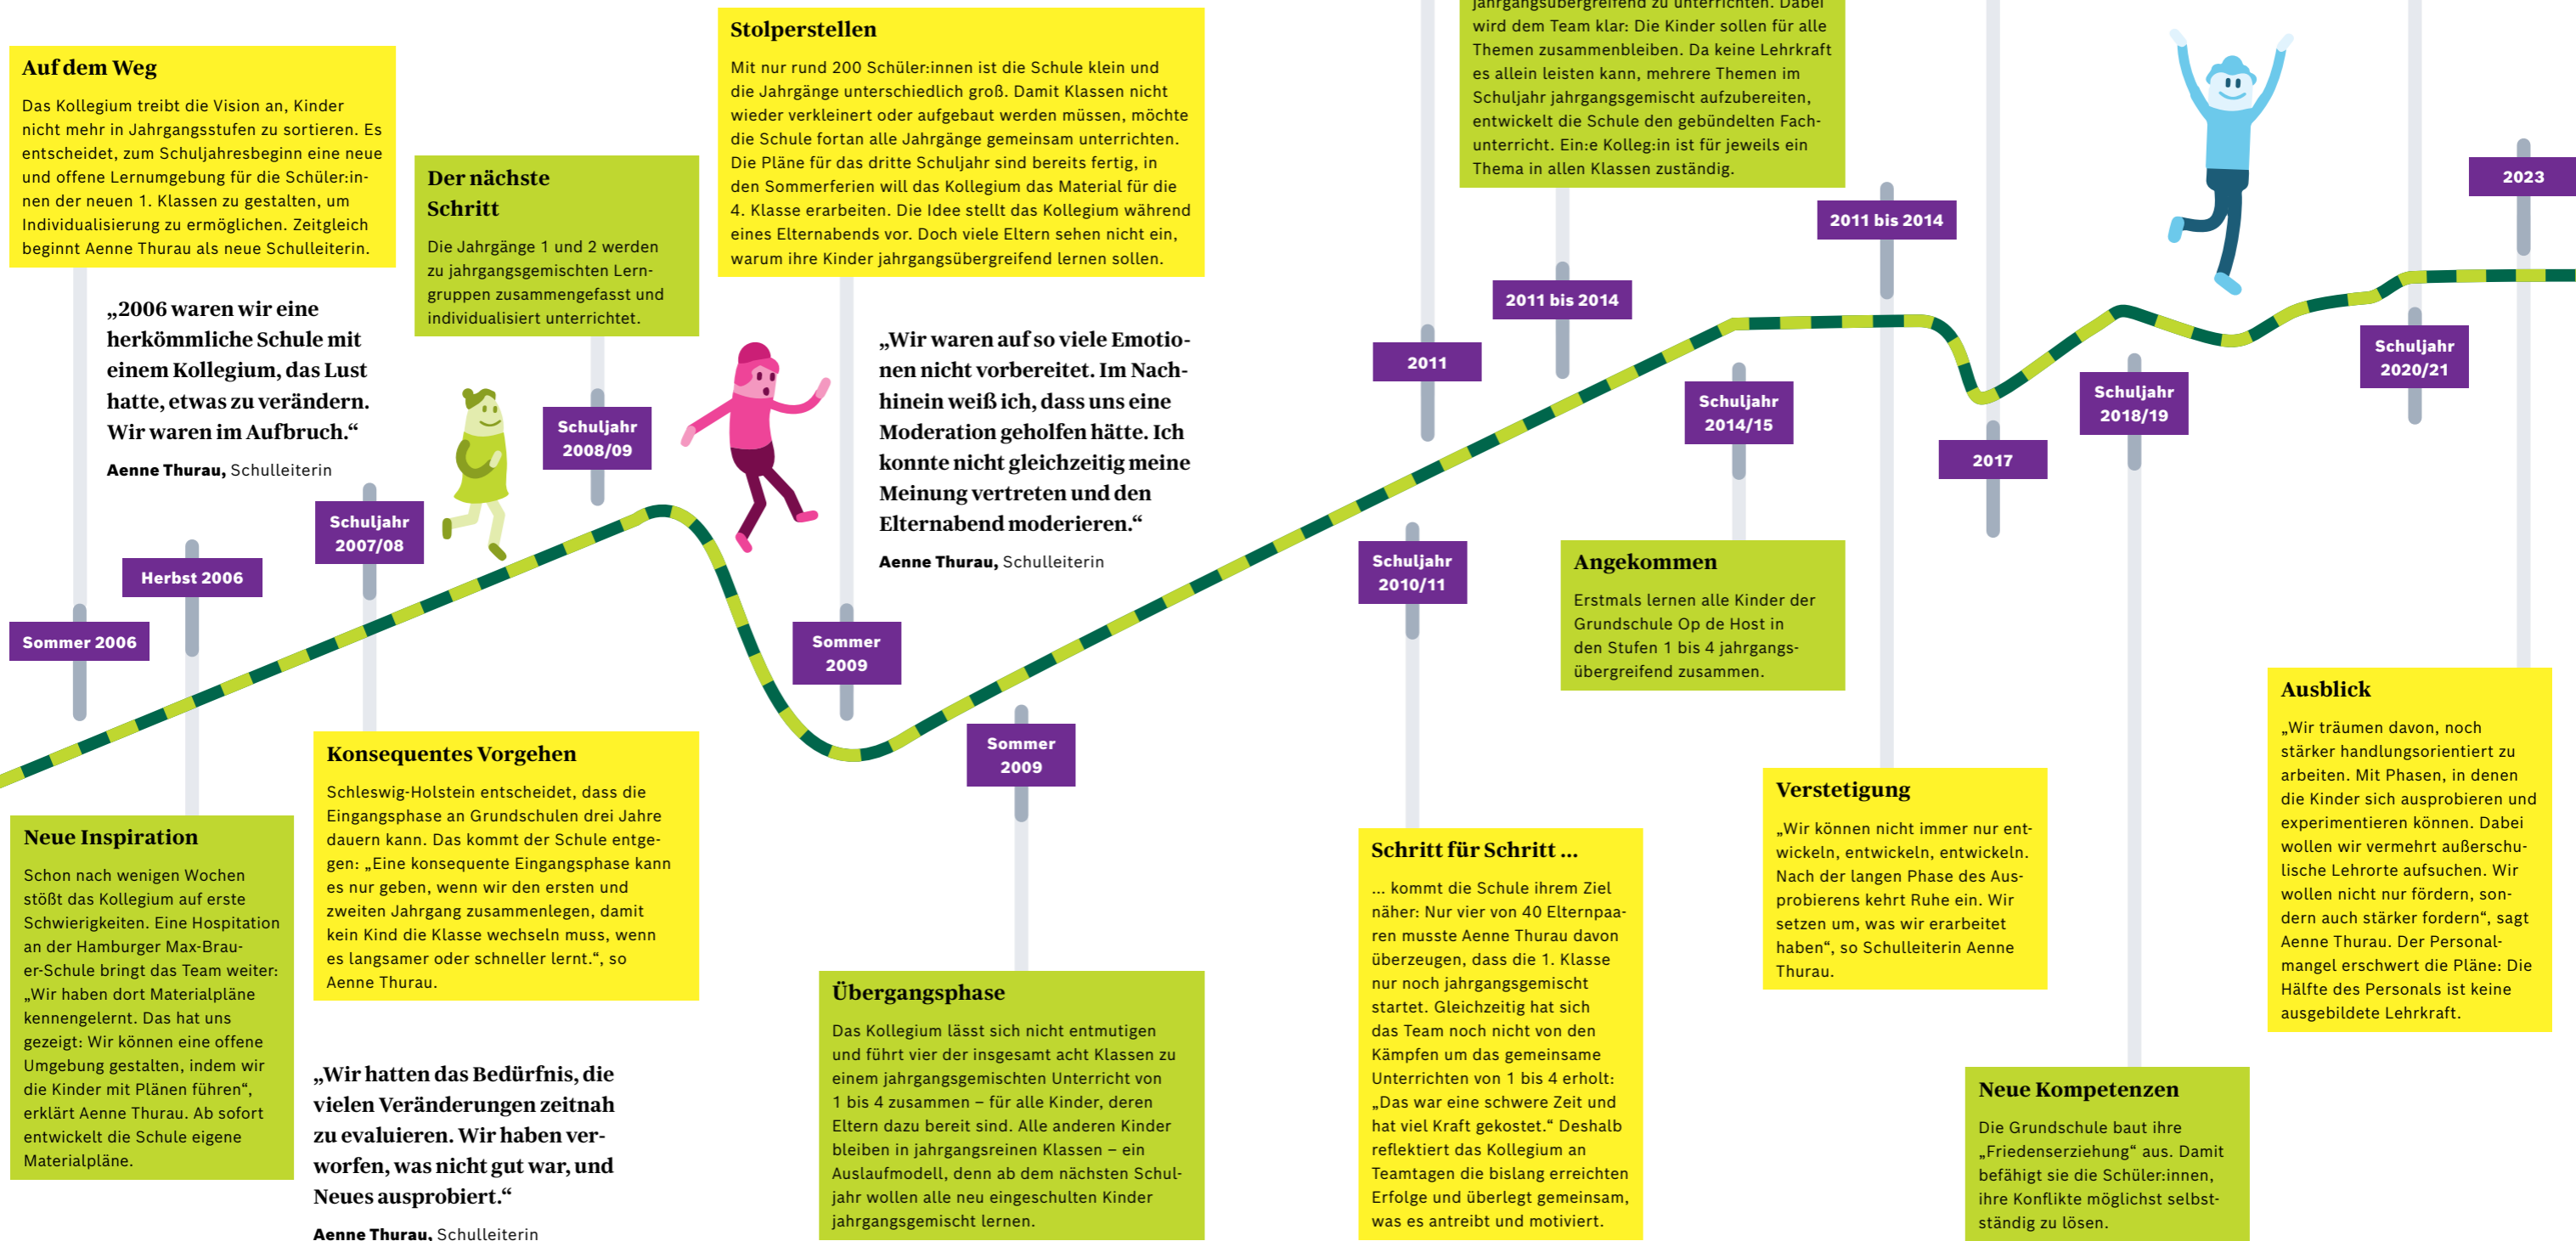 Auf dem Weg
Das Kollegium treibt die Vision an, Kinder
nicht mehr in Jahrgangsstufen zu sortieren. Es
entscheidet, zum Schuljahresbeginn eine neue
und offene Lernumgebung für die Schüler:in-
nen der neuen 1. Klassen zu gestalten, um
Individualisierung zu ermöglichen. Zeitgleich
beginnt Aenne Thurau als neue Schulleiterin.
„2006 waren wir eine
herkömmliche Schule mit
einem Kollegium, das Lust
hatte, etwas zu verändern.
Wir waren im Aufbruch.“
Aenne Thurau, Schulleiterin
Sommer 2006
Herbst 2006
Neue Inspiration
Schon nach wenigen Wochen
stößt das Kollegium auf erste
Schwierigkeiten. Eine Hospitation
an der Hamburger Max-Brau-
er-Schule bringt das Team weiter:
„Wir haben dort Materialpläne
kennengelernt. Das hat uns
gezeigt: Wir können eine offene
Umgebung gestalten, indem wir
die Kinder mit Plänen führen“,
erklärt Aenne Thurau. Ab sofort
entwickelt die Schule eigene
Materialpläne.
Schuljahr
2007/08
Konsequentes Vorgehen
Schleswig-Holstein entscheidet, dass die
Eingangsphase an Grundschulen drei Jahre
dauern kann. Das kommt der Schule entge-
gen: „Eine konsequente Eingangsphase kann
es nur geben, wenn wir den ersten und
zweiten Jahrgang zusammenlegen, damit
kein Kind die Klasse wechseln muss, wenn
es langsamer oder schneller lernt.“, so
Aenne Thurau.
„Wir hatten das Bedürfnis, die
vielen Veränderungen zeitnah
zu evaluieren. Wir haben ver-
worfen, was nicht gut war, und
Neues ausprobiert.“
Aenne Thurau, Schulleiterin
Der nächste
Schritt
Die Jahrgänge 1 und 2 werden
zu jahrgangsgemischten Lern-
gruppen zusammengefasst und
individualisiert unterrichtet.
Schuljahr
2008/09
Stolperstellen
Mit nur rund 200 Schüler:innen ist die Schule klein und
die Jahrgänge unterschiedlich groß. Damit Klassen nicht
wieder verkleinert oder aufgebaut werden müssen, möchte
die Schule fortan alle Jahrgänge gemeinsam unterrichten.
Die Pläne für das dritte Schuljahr sind bereits fertig, in
den Sommerferien will das Kollegium das Material für die
4. Klasse erarbeiten. Die Idee stellt das Kollegium während
eines Elternabends vor. Doch viele Eltern sehen nicht ein,
warum ihre Kinder jahrgangsübergreifend lernen sollen.
„Wir waren auf so viele Emotio-
nen nicht vorbereitet. Im Nach-
hinein weiß ich, dass uns eine
Moderation geholfen hätte. Ich
konnte nicht gleichzeitig meine
Meinung vertreten und den
Elternabend moderieren.“
Aenne Thurau, Schulleiterin
Sommer
2009
Sommer
2009
Übergangsphase
Das Kollegium lässt sich nicht entmutigen
und führt vier der insgesamt acht Klassen zu
einem jahrgangsgemischten Unterricht von
1 bis 4 zusammen – für alle Kinder, deren
Eltern dazu bereit sind. Alle anderen Kinder
bleiben in jahrgangsreinen Klassen – ein
Auslaufmodell, denn ab dem nächsten Schul-
jahr wollen alle neu eingeschulten Kinder
jahrgangsgemischt lernen.
Schuljahr
2010/11
Schritt für Schritt ...
... kommt die Schule ihrem Ziel
näher: Nur vier von 40 Elternpaa-
ren musste Aenne Thurau davon
überzeugen, dass die 1. Klasse
nur noch jahrgangsgemischt
startet. Gleichzeitig hat sich
das Team noch nicht von den
Kämpfen um das gemeinsame
Unterrichten von 1 bis 4 erholt:
„Das war eine schwere Zeit und
hat viel Kraft gekostet.“ Deshalb
reflektiert das Kollegium an
Teamtagen die bislang erreichten
Erfolge und überlegt gemeinsam,
was es antreibt und motiviert.
2011
jahrgangsübergreifend zu unterrichten. Dabei
wird dem Team klar: Die Kinder sollen für alle
Themen zusammenbleiben. Da keine Lehrkraft
es allein leisten kann, mehrere Themen im
Schuljahr jahrgangsgemischt aufzubereiten,
entwickelt die Schule den gebündelten Fach-
unterricht. Ein:e Kolleg:in ist für jeweils ein
Thema in allen Klassen zuständig.
2011 bis 2014
Schuljahr
2014/15
Angekommen
Erstmals lernen alle Kinder der
Grundschule Op de Host in
den Stufen 1 bis 4 jahrgangs-
übergreifend zusammen.
2011 bis 2014
Verstetigung
„Wir können nicht immer nur ent-
wickeln, entwickeln, entwickeln.
Nach der langen Phase des Aus-
probierens kehrt Ruhe ein. Wir
setzen um, was wir erarbeitet
haben“, so Schulleiterin Aenne
Thurau.
2017
Schuljahr
2018/19
Neue Kompetenzen
Die Grundschule baut ihre
„Friedenserziehung“ aus. Damit
befähigt sie die Schüler:innen,
ihre Konflikte möglichst selbst-
ständig zu lösen.
Schuljahr
2020/21
2023
Ausblick
„Wir träumen davon, noch
stärker handlungsorientiert zu
arbeiten. Mit Phasen, in denen
die Kinder sich ausprobieren und
experimentieren können. Dabei
wollen wir vermehrt außerschu-
lische Lehrorte aufsuchen. Wir
wollen nicht nur fördern, son-
dern auch stärker fordern“, sagt
Aenne Thurau. Der Personal-
mangel erschwert die Pläne: Die
Hälfte des Personals ist keine
ausgebildete Lehrkraft.